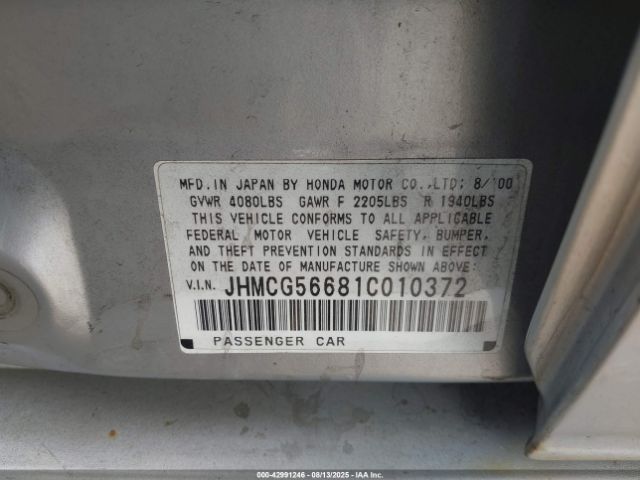 MFD. IN JAPAN BY HONDA MOTOR CO.,LTD; 8/'00
GVWR 4080LBS GAWR F 2205LBS R 1940LBS
THIS VEHICLE CONFORMS TO ALL APPLICABLE
FEDERAL MOTOR VEHICLE SAFETY, BUMPER,
AND THEFT PREVENTION STANDARDS IN EFFECT
ON THE DATE OF MANUFACTURE SHOWN ABOVE:
V.I.N. JHMCG56681C010372
PASSENGER CAR
000-42991246 - 08/13/2025 - Copyright © 2025 IAA, Inc.